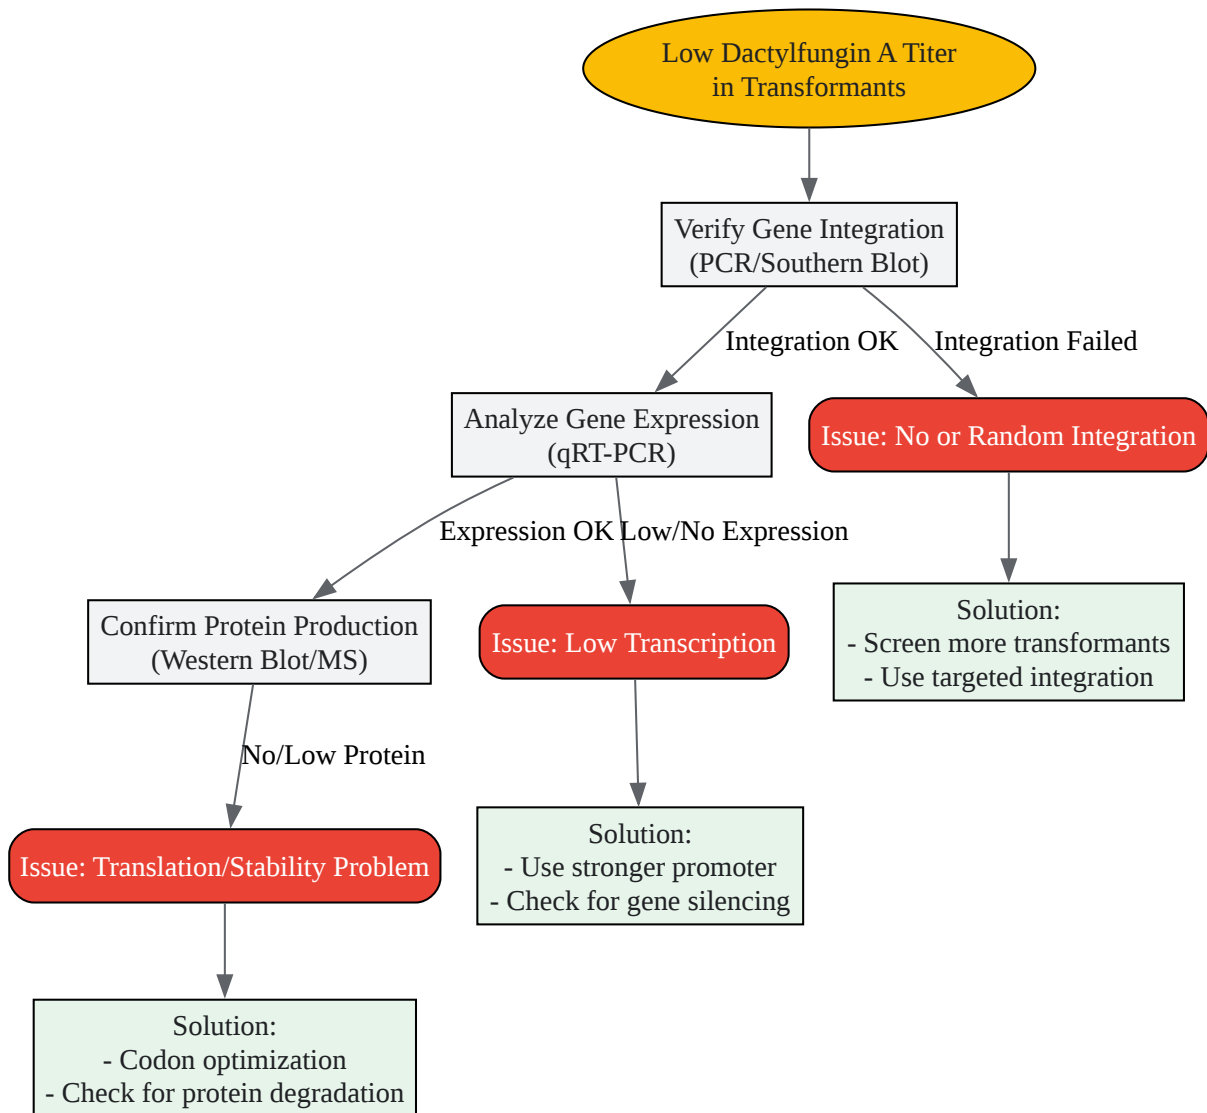 Low Dactylfungin A Titer
in Transformants
Verify Gene Integration
(PCR/Southern Blot)
Integration OK
Integration Failed
Analyze Gene Expression
(qRT-PCR)
Issue: No or Random Integration
Expression OK
Low/No Expression
Solution:
- Screen more transformants
- Use targeted integration
Confirm Protein Production
(Western Blot/MS)
Issue: Low Transcription
No/Low Protein
Solution:
- Use stronger promoter
- Check for gene silencing
Issue: Translation/Stability Problem
Solution:
- Codon optimization
- Check for protein degradation